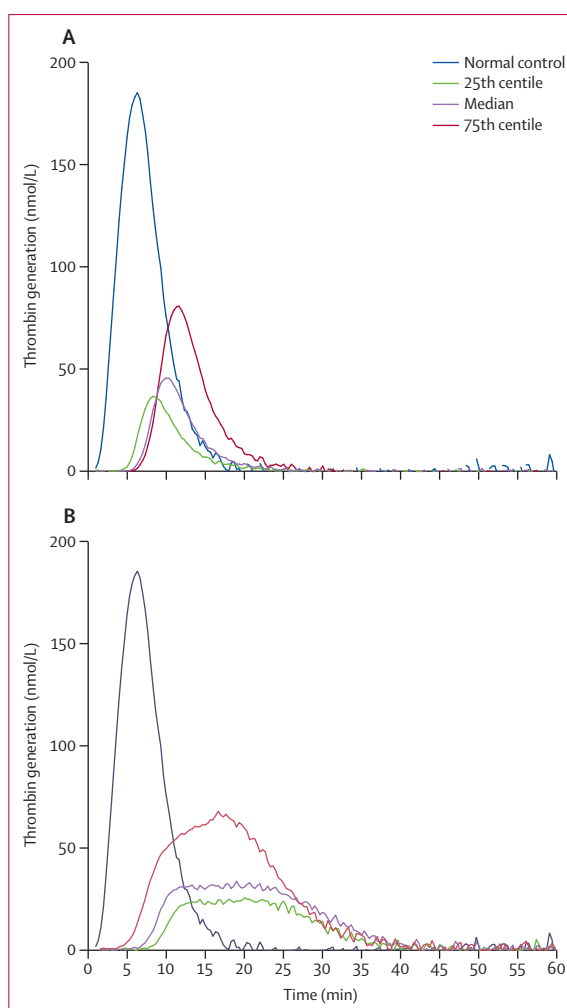 A
Normal control
25th centile
Median
75th centile
200
150
100
50
0
Thrombin generation (nmol/L)
B
200
150
100
50
0
Thrombin generation (nmol/L)
0 5 10 15 20 25 30 35 40 45 50 55 60
Time (min)